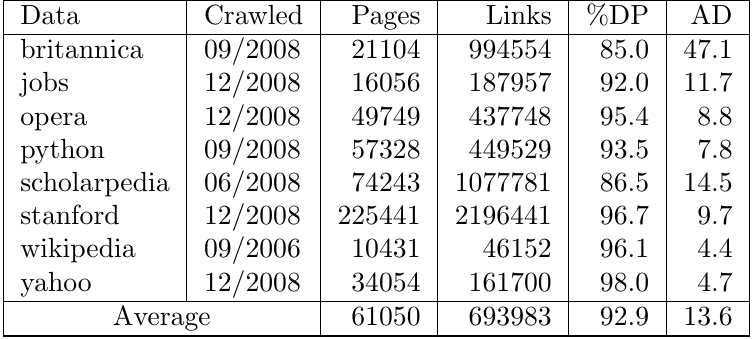 Data Crawled Pages Links %DP AD
britannica 09/2008 21104 994554 85.0 47.1
jobs 12/2008 16056 187957 92.0 11.7
opera 12/2008 49749 437748 95.4 8.8
python 09/2008 57328 449529 93.5 7.8
scholarpedia 06/2008 74243 1077781 86.5 14.5
stanford 12/2008 225441 2196441 96.7 9.7
wikipedia 09/2006 10431 46152 96.1 4.4
yahoo 12/2008 34054 161700 98.0 4.7
Average 61050 693983 92.9 13.6